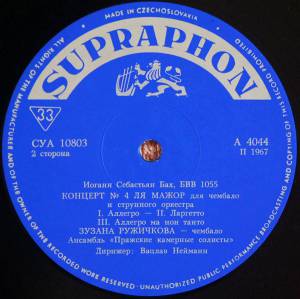 MADE IN CZECHOSLOVAKIA
ALL RIGHTS OF THE MANUFACTURER AND OF THE OWNER OF THE RECORDED WORK RESERVED · UNAUTHORIZED PUBLIC PERFORMANCE BROADCASTING AND COPYING OF THIS RECORD PROHIBITED
SUPRAPHON
33
СУА 10803
2 сторона
A 4044
П 1967
Иоганн Себастьян Бах, БВВ 1055
КОНЦЕРТ № 4 ЛЯ МАЖОР для чембало
и струнного оркестра
I. Аллегро — II. Ларгетто
III. Аллегро ма нон танто
ЗУЗАНА РУЖИЧКОВА — чембало
Ансамбль «Пражские камерные солисты»
Дирижер: Вацлав Нейманн